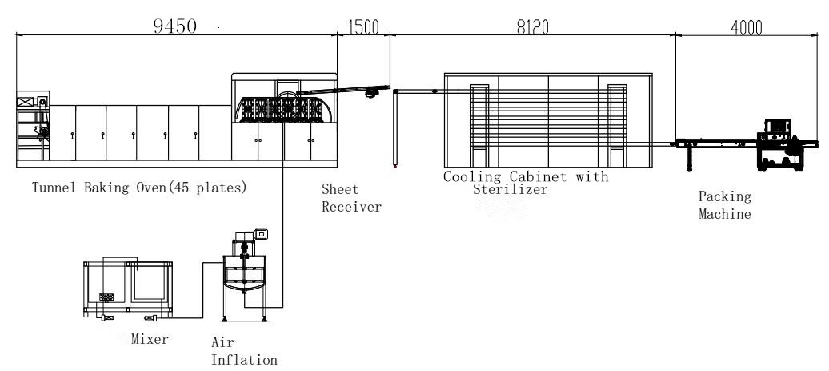 9450 1500 8120 4000
Tunnel Baking Oven(45 plates)
Sheet
Receiver
Cooling Cabinet with
Sterilizer
Packing
Machine
Mixer
Air
Inflation